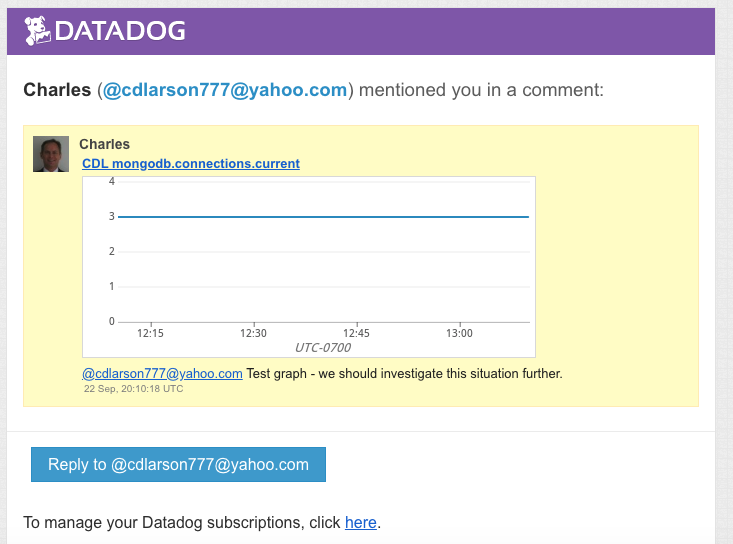 DATADOG
Charles (@cdlarson777@yahoo.com) mentioned you in a comment:
Charles
CDL mongodb.connections.current
4
3
2
1
0
12:15 12:30 12:45 13:00
UTC-0700
@cdlarson777@yahoo.com Test graph - we should investigate this situation further.
22 Sep, 20:10:18 UTC
Reply to @cdlarson777@yahoo.com
To manage your Datadog subscriptions, click here.